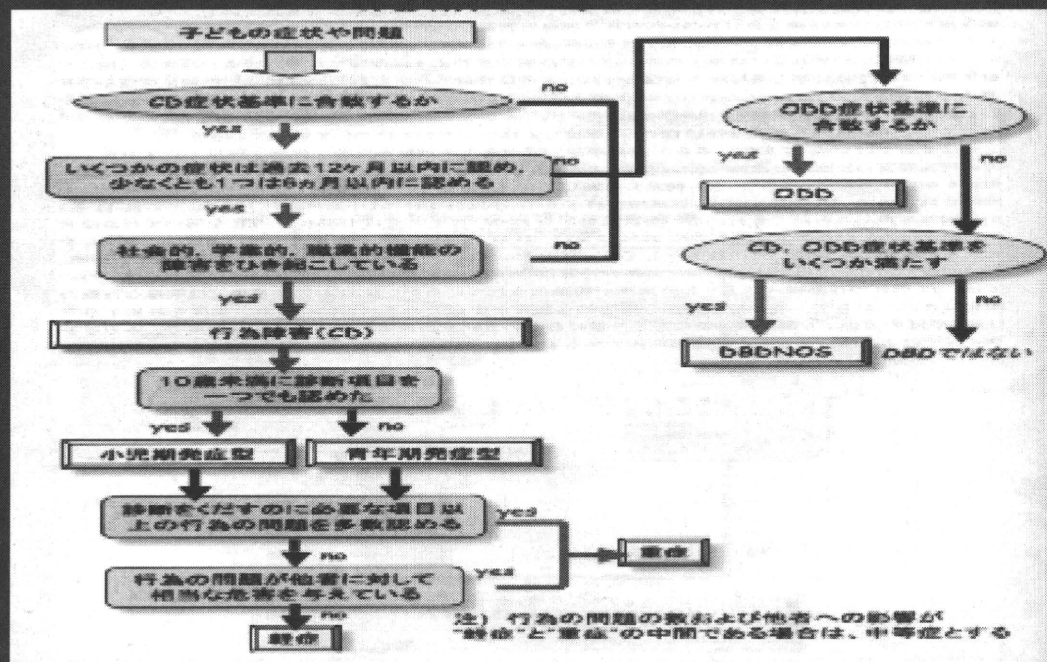 子どもの症状や問題
CD症状基準に合致するか
no
yes
いくつかの症状は過去12ヶ月以内に認め,
少なくとも1つは6ヵ月以内に認める
no
yes
社会的, 学業的, 職業的機能の
障害をひき起こしている
no
yes
行為障害(CD)
10歳未満に診断項目を
一つでも認めた
yes
no
小児期発症型
青年期発症型
診断をくだすのに必要な項目以
上の行為の問題を多数認める
yes
no
行為の問題が他者に対して
相当な危害を与えている
yes
no
軽症
重症
ODD症状基準に
合致するか
yes
no
ODD
CD, ODD症状基準を
いくつか満たす
yes
no
DBDNOS
DBDではない
注) 行為の問題の数および他者への影響が
"軽症"と"重症"の中間である場合は、中等症とする